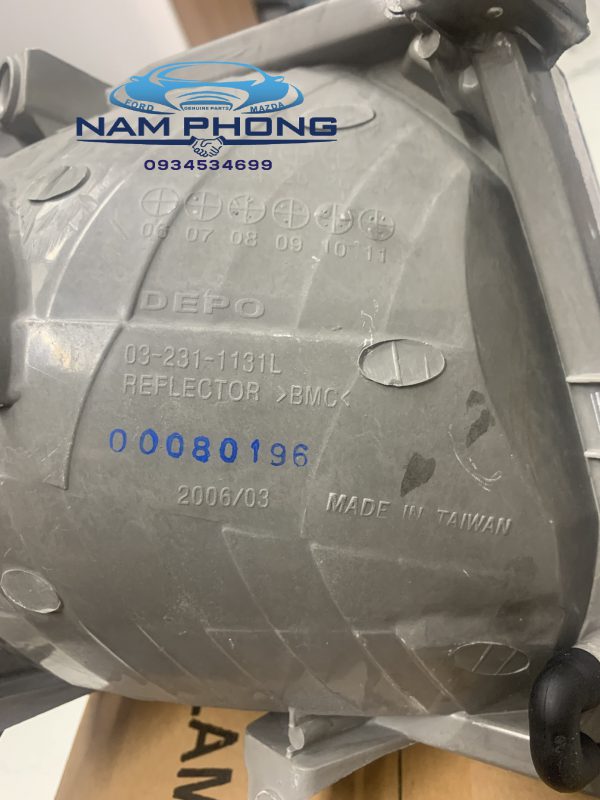 FORD
GENUINE PARTS
MAZDA
NAM PHONG
0934534699
06 07 08 09 10 11
DEPO
03-231-1131L
REFLECTOR >BMC<
00080196
2006/03
MADE IN TAIWAN
LAM